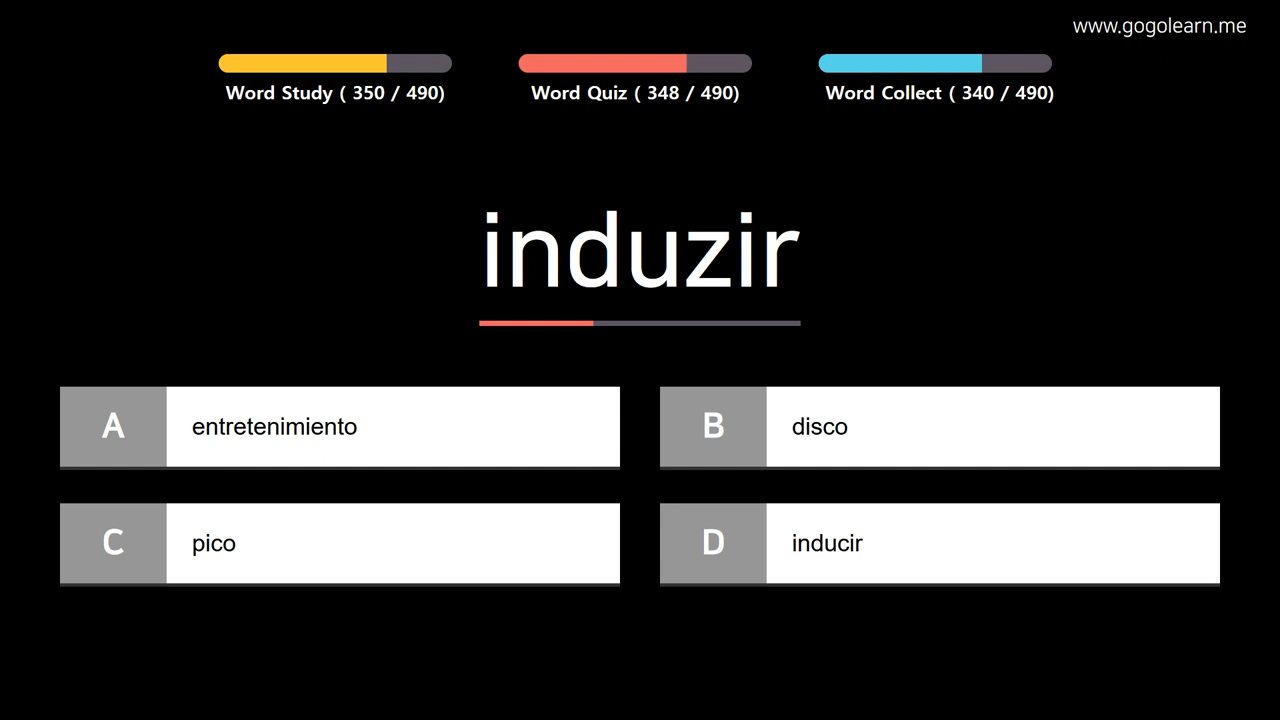 www.gogolearn.me
Word Study ( 350 / 490)
Word Quiz ( 348 / 490)
Word Collect ( 340 / 490)
induzir
A entretenimiento
B disco
C pico
D inducir